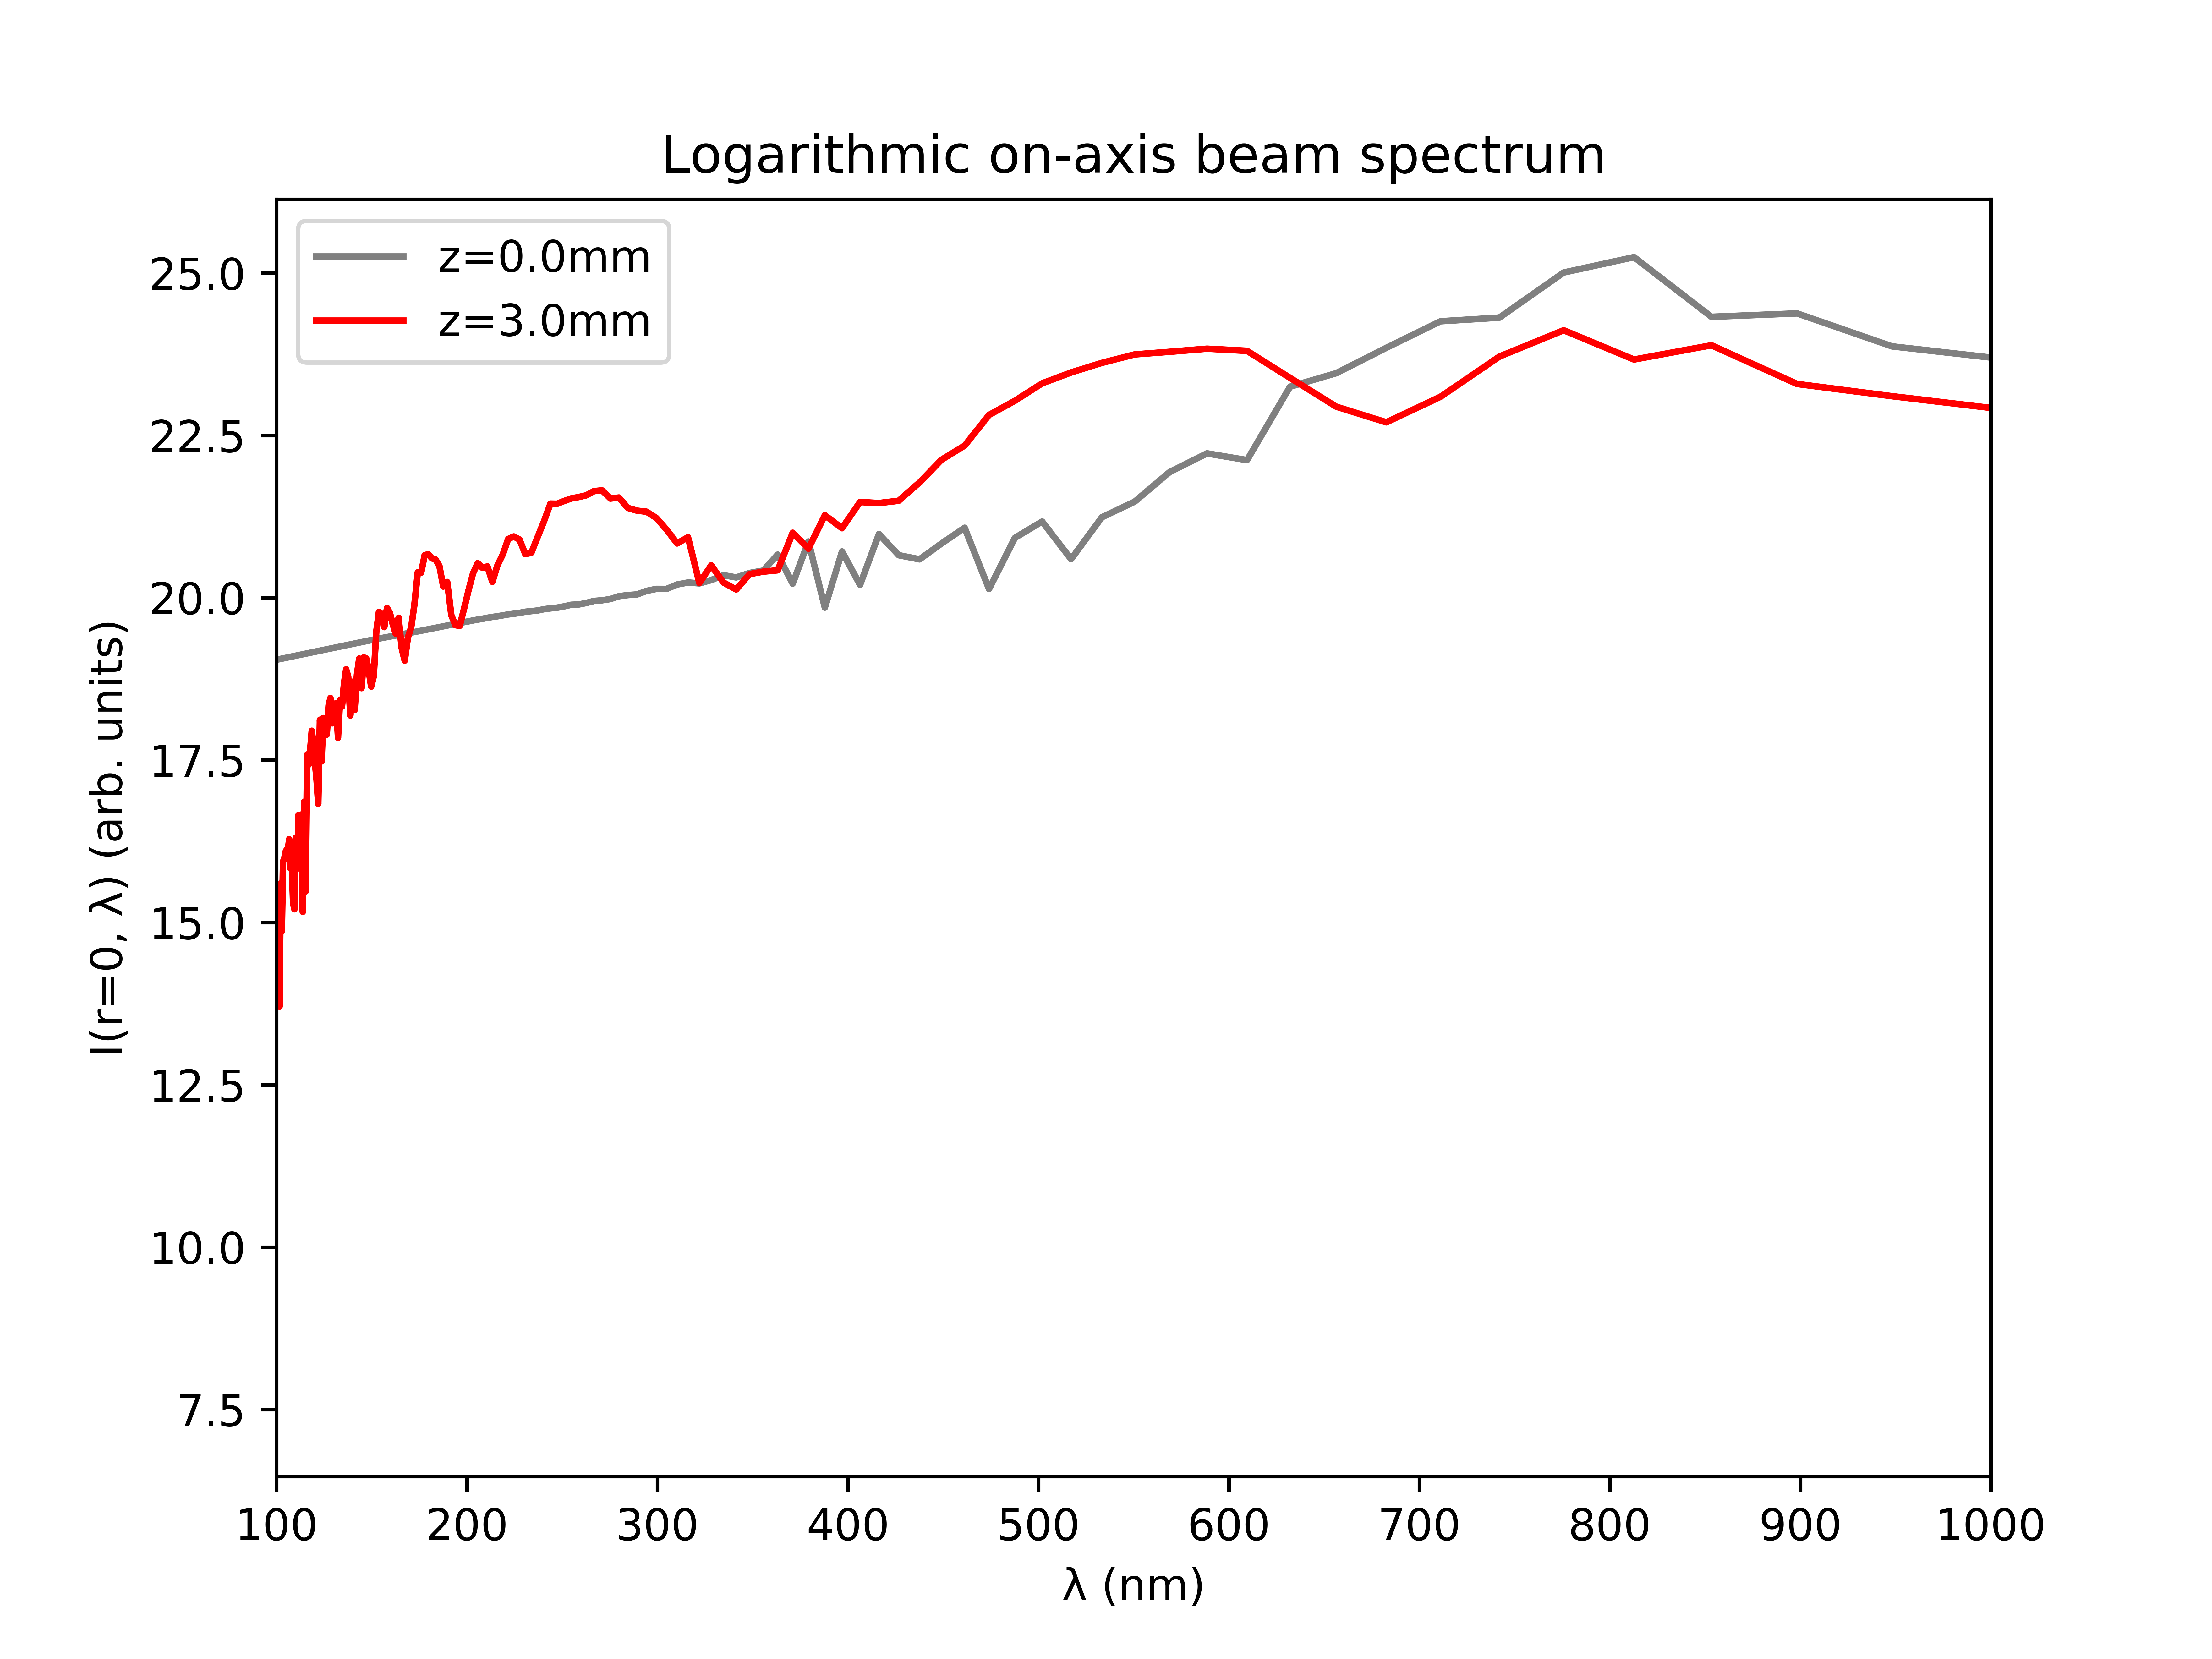 Logarithmic on-axis beam spectrum
z=0.0mm
z=3.0mm
I(r=0, λ) (arb. units)
25.0
22.5
20.0
17.5
15.0
12.5
10.0
7.5
100 200 300 400 500 600 700 800 900 1000
λ (nm)